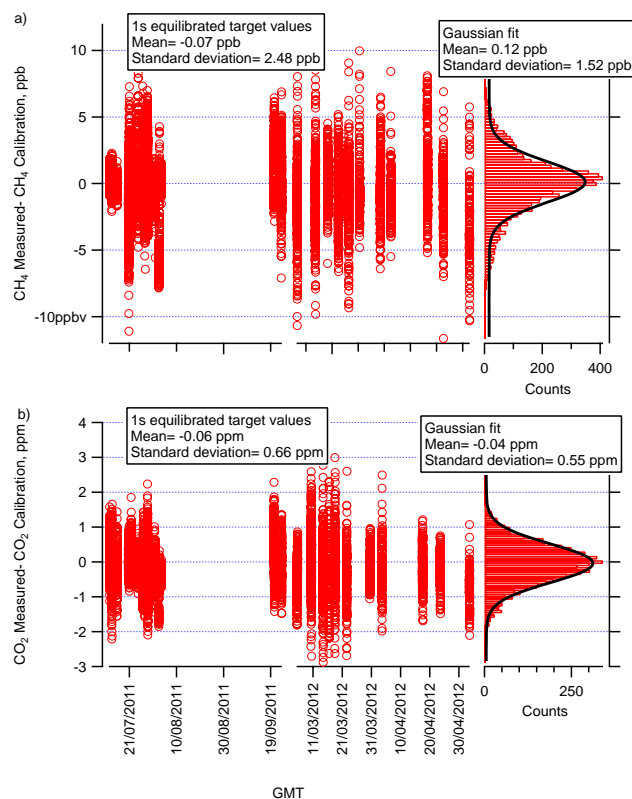 a)
1s equilibrated target values
Mean= -0.07 ppb
Standard deviation= 2.48 ppb
Gaussian fit
Mean= 0.12 ppb
Standard deviation= 1.52 ppb
CH4 Measured- CH4 Calibration, ppb
10
5
0
-5
-10ppbv
0
200
400
Counts
b)
1s equilibrated target values
Mean= -0.06 ppm
Standard deviation= 0.66 ppm
Gaussian fit
Mean= -0.04 ppm
Standard deviation= 0.55 ppm
CO2 Measured- CO2 Calibration, ppm
4
3
2
1
0
-1
-2
-3
21/07/2011
10/08/2011
30/08/2011
19/09/2011
11/03/2012
21/03/2012
31/03/2012
10/04/2012
20/04/2012
30/04/2012
0
250
Counts
GMT